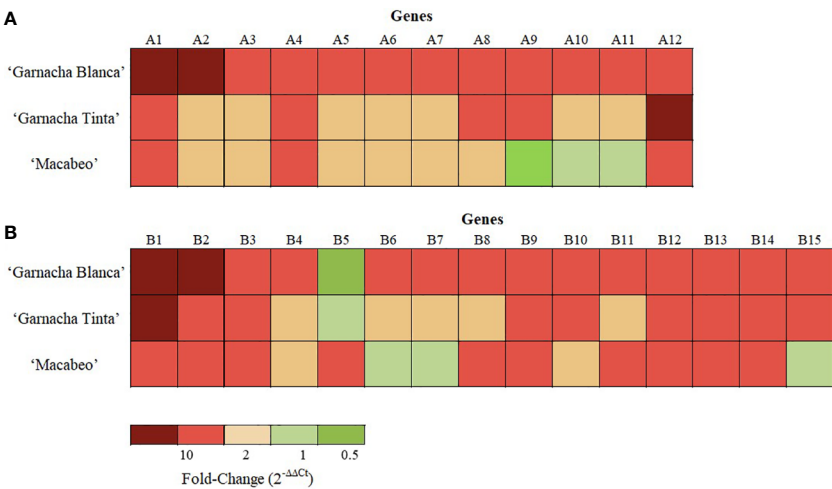 Genes
A
A1 A2 A3 A4 A5 A6 A7 A8 A9 A10 A11 A12
‘Garnacha Blanca’
‘Garnacha Tinta’
‘Macabeo’
Genes
B
B1 B2 B3 B4 B5 B6 B7 B8 B9 B10 B11 B12 B13 B14 B15
‘Garnacha Blanca’
‘Garnacha Tinta’
‘Macabeo’
10 2 1 0.5
Fold-Change (2^-ΔΔCt)